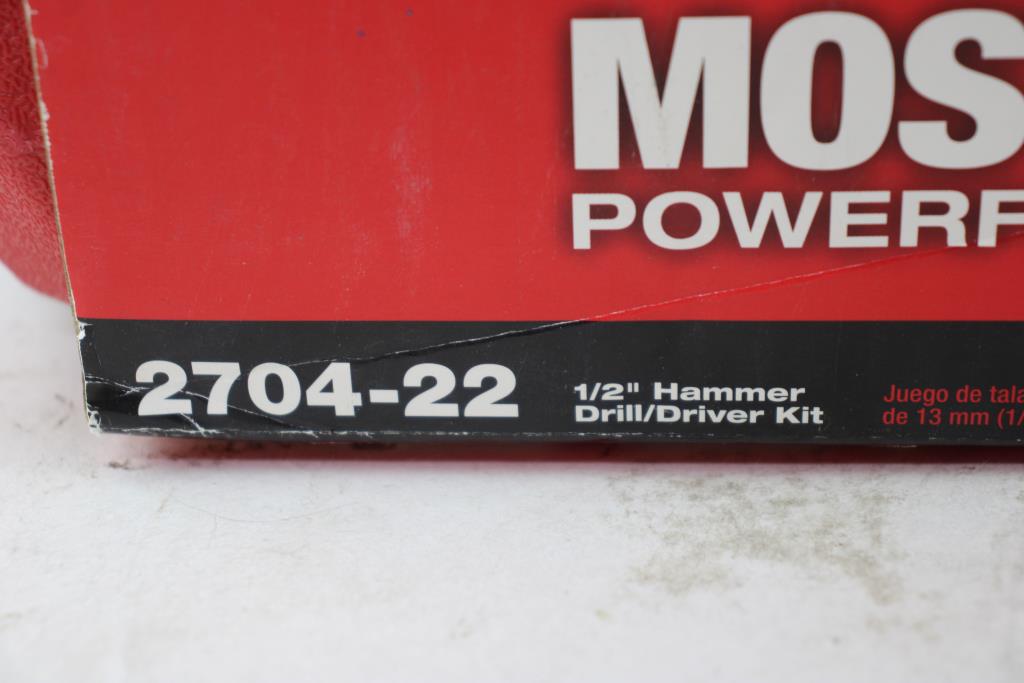 MOS
POWERF
2704-22
1/2" Hammer
Drill/Driver Kit
Juego de tala
de 13 mm (1/